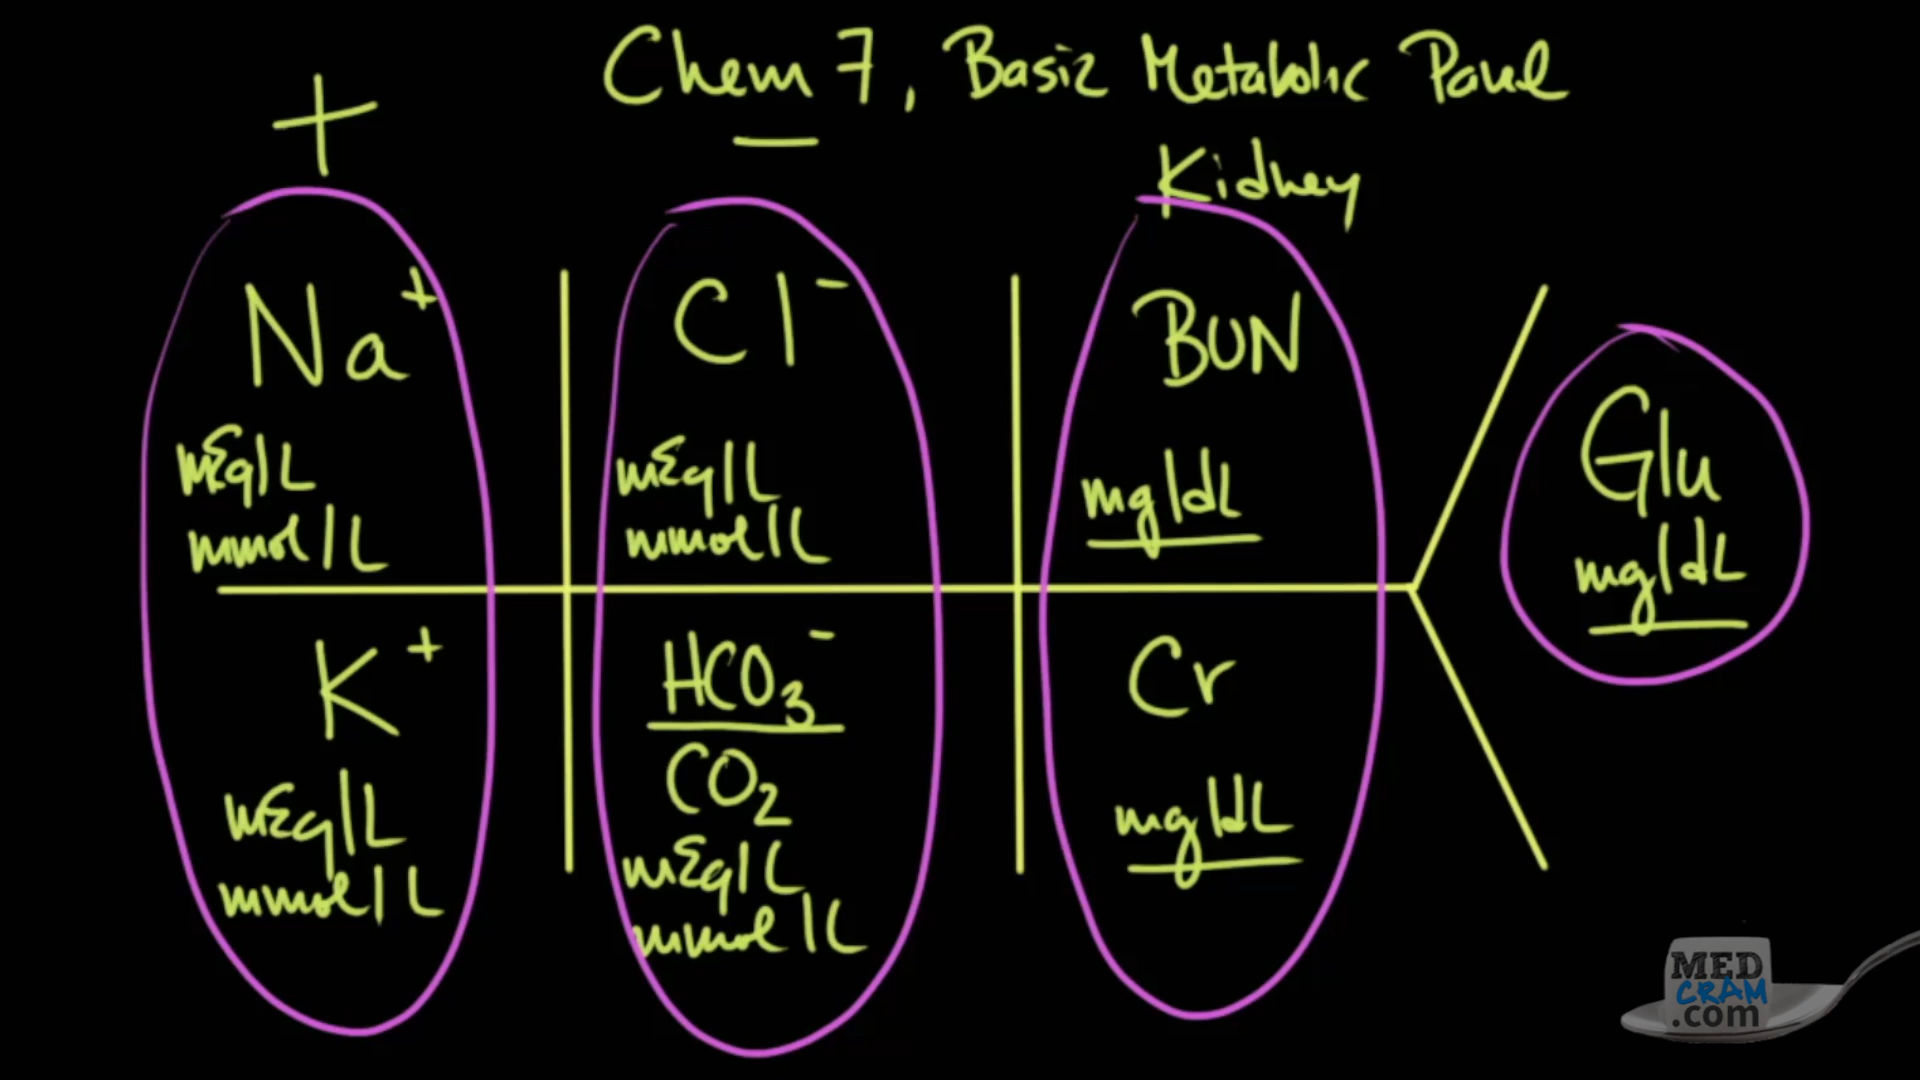 Chem 7, Basic Metabolic Panel
+
−
Kidney
Na+
mEq/L
mmol/L
Cl−
mEq/L
mmol/L
BUN
mg/dL
Glu
mg/dL
K+
mEq/L
mmol/L
HCO3−
CO2
mEq/L
mmol/L
Cr
mg/dL
MED
CRAM
.com